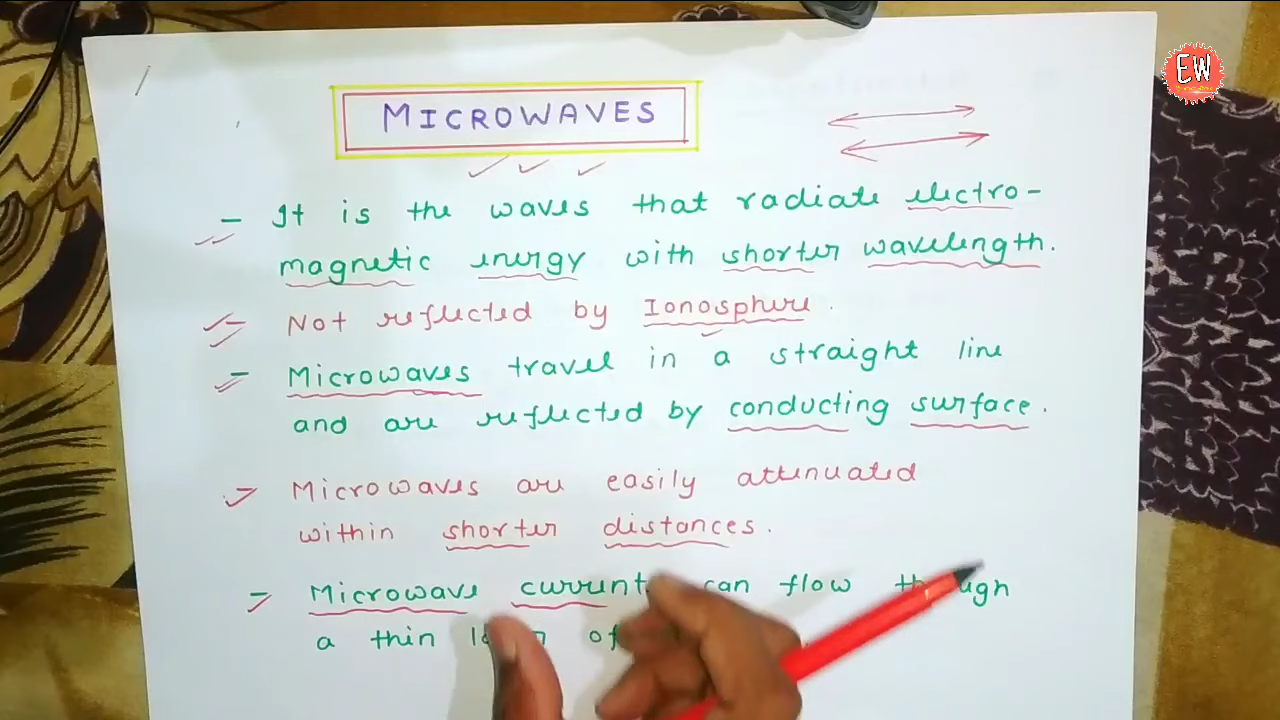 EW
MICROWAVES
- It is the waves that radiate electro-
magnetic energy with shorter wavelength.
- Not reflected by Ionosphere.
- Microwaves travel in a straight line
and are reflected by conducting surface.
- Microwaves are easily attenuated
within shorter distances.
- Microwave current can flow through
a thin of